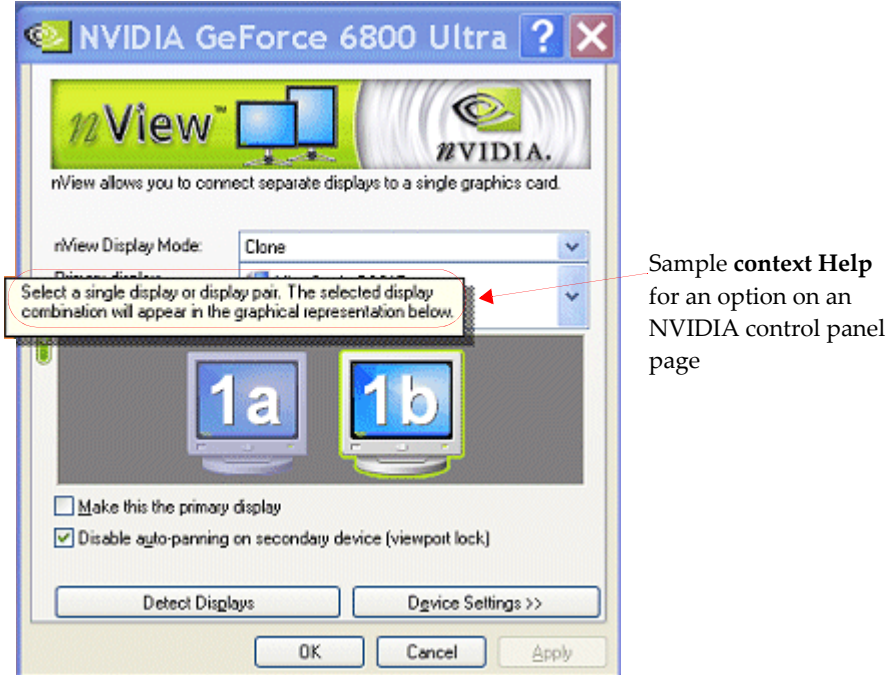 NVIDIA GeForce 6800 Ultra
nView™
NVIDIA.
nView allows you to connect separate displays to a single graphics card.
nView Display Mode:
Clone
Select a single display or display pair. The selected display
combination will appear in the graphical representation below.
1a
1b
Make this the primary display
Disable auto-panning on secondary device (viewport lock)
Detect Displays
Device Settings >>
OK
Cancel
Apply
Sample context Help
for an option on an
NVIDIA control panel
page